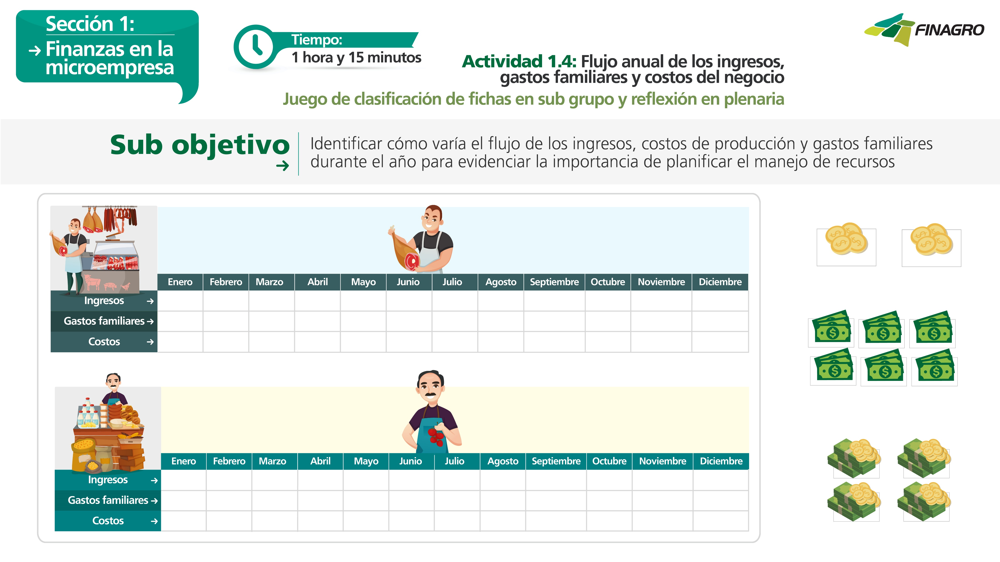 Sección 1:
Finanzas en la
microempresa
Tiempo:
1 hora y 15 minutos
FINAGRO
Actividad 1.4: Flujo anual de los ingresos,
gastos familiares y costos del negocio
Juego de clasificación de fichas en sub grupo y reflexión en plenaria
Sub objetivo
Identificar cómo varía el flujo de los ingresos, costos de producción y gastos familiares
durante el año para evidenciar la importancia de planificar el manejo de recursos
Enero Febrero Marzo Abril Mayo Junio Julio Agosto Septiembre Octubre Noviembre Diciembre
Ingresos
Gastos familiares
Costos
Enero Febrero Marzo Abril Mayo Junio Julio Agosto Septiembre Octubre Noviembre Diciembre
Ingresos
Gastos familiares
Costos